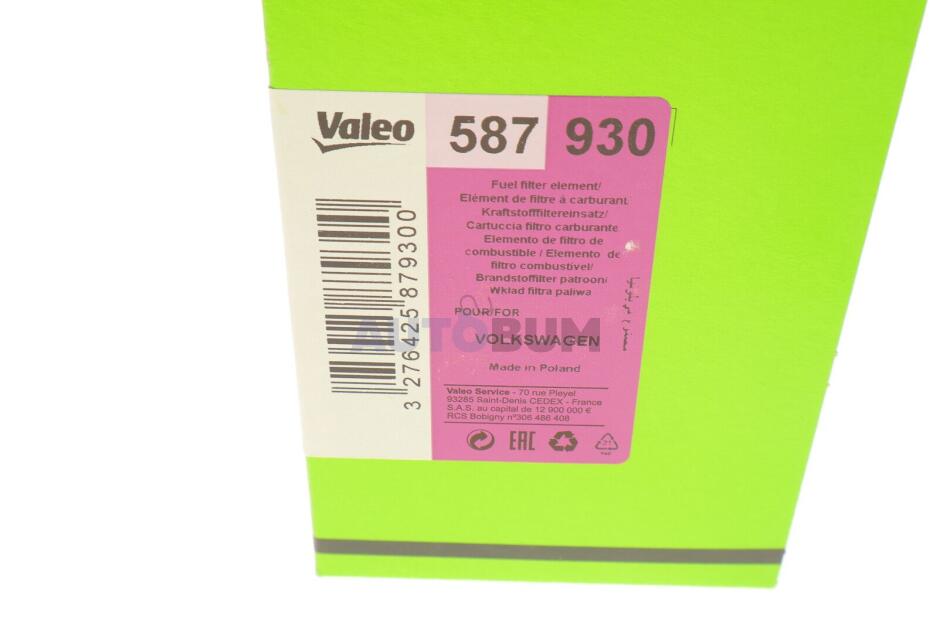 Valeo
587 930
Fuel filter element/
Elément de filtre à carburant
Kraftstofffiltereinsatz/
Cartuccia filtro carburante
Elemento de filtro de
combustible / Elemento de
filtro combustível/
Brandstoffilter patroon/
Wkład filtra paliwa
POUR/FOR
VOLKSWAGEN
AUTOBUM
Made in Poland
Valeo Service - 70 rue Pleyel
93285 Saint-Denis CEDEX - France
S.A.S. au capital de 12 900 000 €
RCS Bobigny n°306 486 408
EAC
21
PAP
3 276425 879300